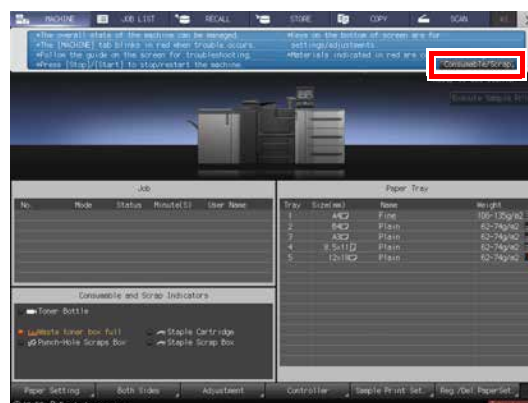 MACHINE JOB LIST RECALL STORE COPY SCAN
*The overall state of the machine can be managed.
*The [MACHINE] tab blinks in red when trouble occurs.
*Follow the guide on the screen for troubleshooting.
*Press [Stop]/[Start] to stop/restart the machine.
*Keys on the bottom of screen are for
settings/adjustments.
*Materials indicated in red are
Consumable/Scrap
Execute Sample
Job
No. Mode Status Minute(S) User Name
Paper Tray
Tray Size(mm) Name Weight
1 A4 Fine 106-135g/m2
2 B4 Plain 62-74g/m2
3 A3 Plain 62-74g/m2
4 8.5x11 Plain 62-74g/m2
5 12x18 Plain 62-74g/m2
Consumable and Scrap Indicators
Toner Bottle
Waste toner box full Staple Cartridge
Punch-Hole Scraps Box Staple Scrap Box
Paper Setting Both Sides Adjustment Controller Sample Print Set. Reg./Del. PaperSet.